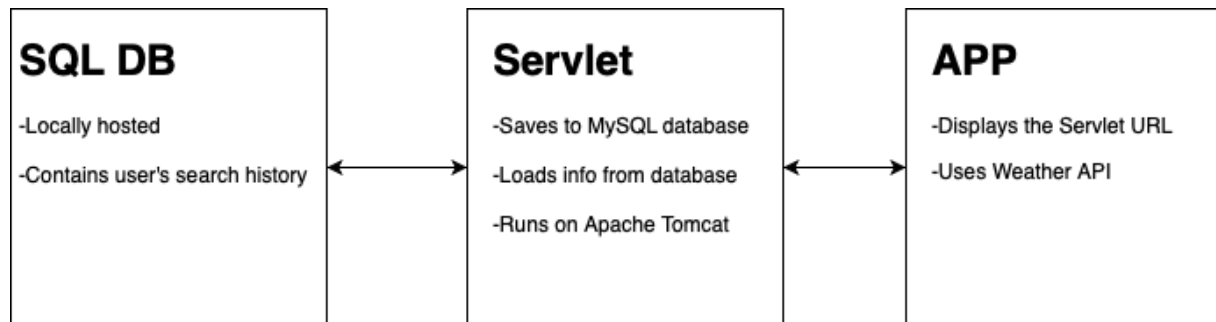 SQL DB
-Locally hosted
-Contains user's search history
Servlet
-Saves to MySQL database
-Loads info from database
-Runs on Apache Tomcat
APP
-Displays the Servlet URL
-Uses Weather API